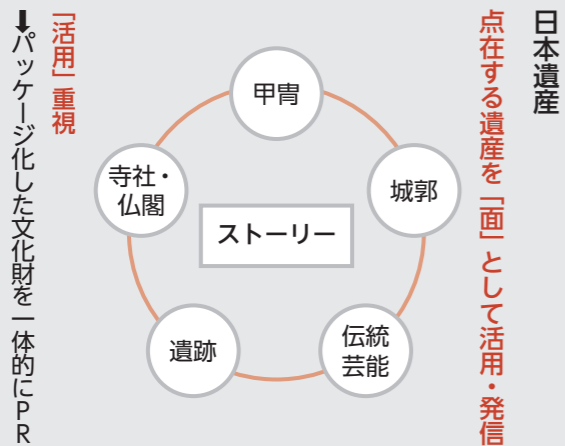 日本遺産
点在する遺産を「面」として活用・発信
甲冑
城郭
伝統
芸能
遺跡
寺社・
仏閣
ストーリー
「活用」重視
➡パッケージ化した文化財を一体的にPR